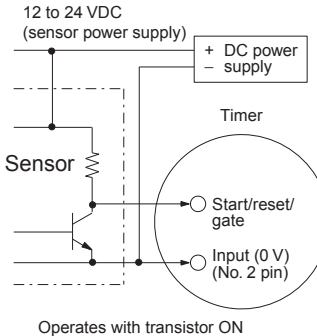 12 to 24 VDC
(sensor power supply)
+ DC power
– supply
Timer
Sensor
Start/reset/
gate
Input (0 V)
(No. 2 pin)
Operates with transistor ON